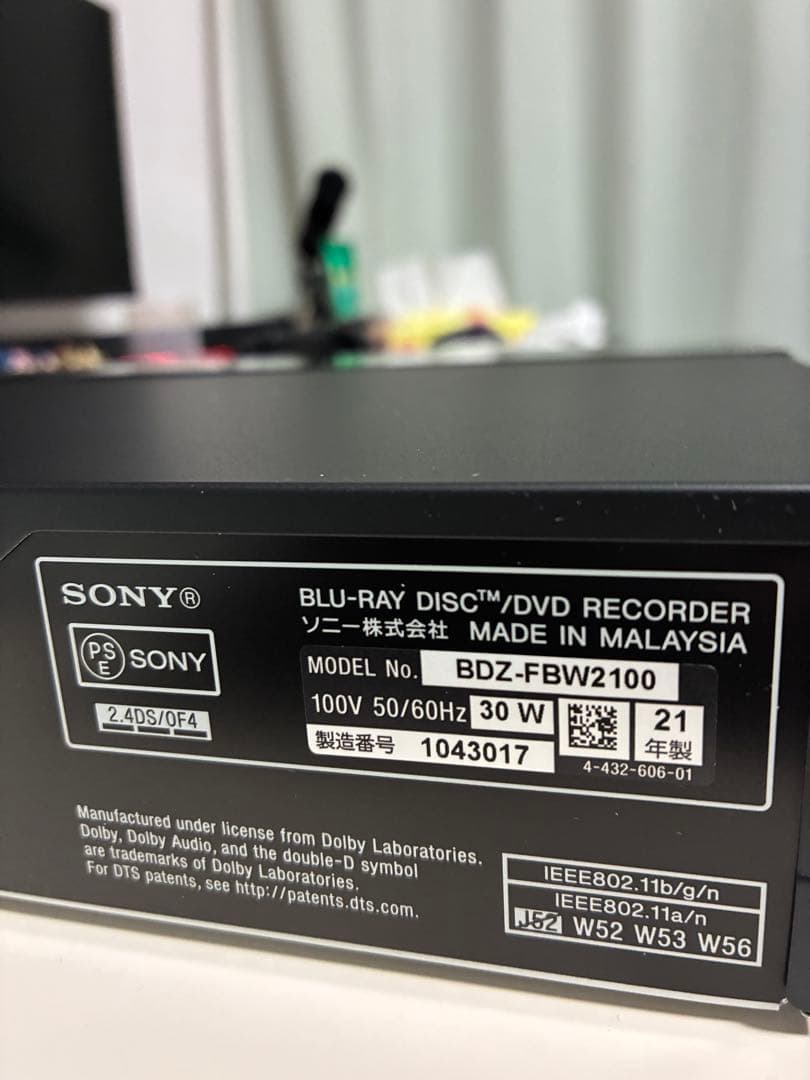 SONY®
PSE SONY
2.4DS/OF4
BLU-RAY DISC™/DVD RECORDER
ソニー株式会社 MADE IN MALAYSIA
MODEL No. BDZ-FBW2100
100V 50/60Hz 30 W
21
年製
製造番号 1043017
4-432-606-01
Manufactured under license from Dolby Laboratories.
Dolby, Dolby Audio, and the double-D symbol
are trademarks of Dolby Laboratories.
For DTS patents, see http://patents.dts.com.
IEEE802.11b/g/n
IEEE802.11a/n
J52 W52 W53 W56